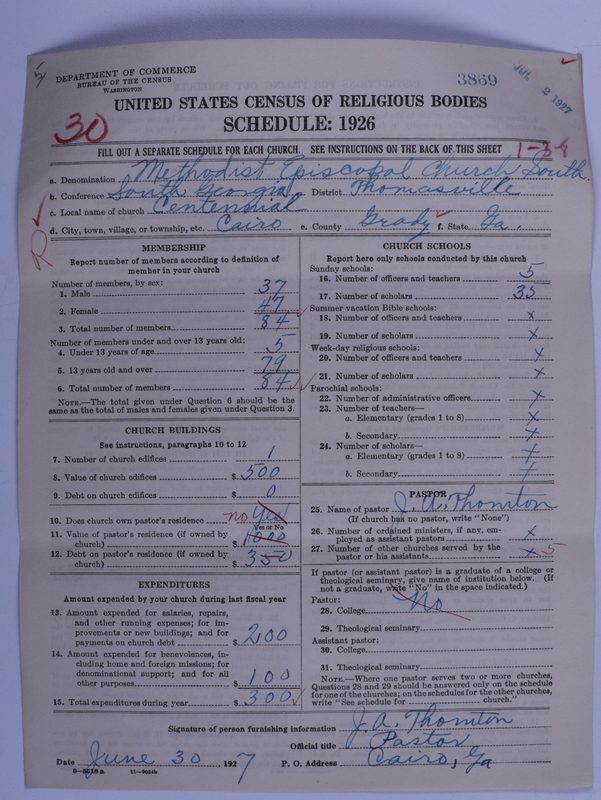 DEPARTMENT OF COMMERCE
BUREAU OF THE CENSUS
WASHINGTON
3869
JUL 2 1927
UNITED STATES CENSUS OF RELIGIOUS BODIES
SCHEDULE: 1926
30
FILL OUT A SEPARATE SCHEDULE FOR EACH CHURCH. SEE INSTRUCTIONS ON THE BACK OF THIS SHEET
a. Denomination Methodist Episcopal Church, South.
b. Conference South Georgia District Thomasville
c. Local name of church Centennial
d. City, town, village, or township, etc. Cairo e. County Grady f. State Ga.
R
MEMBERSHIP
Report number of members according to definition of member in your church
Number of members, by sex:
1. Male 37
2. Female 47
3. Total number of members 84
Number of members under and over 13 years old:
4. Under 13 years of age 5
5. 13 years old and over 79
6. Total number of members 84
NOTE.—The total given under Question 6 should be the
same as the total of males and females given under Question 3.
CHURCH BUILDINGS
See instructions, paragraphs 10 to 12
7. Number of church edifices 1
8. Value of church edifices $ 500
9. Debt on church edifices $ 0
10. Does church own pastor's residence no Yes
Yes or No
11. Value of pastor's residence (if owned by
church) $ 1000
12. Debt on pastor's residence (if owned by
church) $ 350
EXPENDITURES
Amount expended by your church during last fiscal year
13. Amount expended for salaries, repairs,
and other running expenses; for im-
provements or new buildings; and for
payments on church debt $ 200
14. Amount expended for benevolences, in-
cluding home and foreign missions; for
denominational support; and for all
other purposes $ 100
15. Total expenditures during year $ 300
CHURCH SCHOOLS
Report here only schools conducted by this church
Sunday schools:
16. Number of officers and teachers 5
17. Number of scholars 35
Summer vacation Bible schools:
18. Number of officers and teachers x
19. Number of scholars x
Week-day religious schools:
20. Number of officers and teachers x
21. Number of scholars x
Parochial schools:
22. Number of administrative officers x
23. Number of teachers—
a. Elementary (grades 1 to 8) x
b. Secondary x
24. Number of scholars—
a. Elementary (grades 1 to 8) x
b. Secondary x
PASTOR
25. Name of pastor J. A. Thornton
(If church has no pastor, write "None")
26. Number of ordained ministers, if any, em-
ployed as assistant pastors x
27. Number of other churches served by the
pastor or his assistants x 5
If pastor (or assistant pastor) is a graduate of a college or
theological seminary, give name of institution below. (If
not a graduate, write "No" in the space indicated.)
Pastor:
28. College No
29. Theological seminary
Assistant pastor:
30. College
31. Theological seminary
NOTE.—Where one pastor serves two or more churches,
Questions 28 and 29 should be answered only on the schedule
for one of the churches; on the schedules for the other churches,
write "See schedule for church."
Signature of person furnishing information J. A. Thornton
Official title Pastor
Date June 30, 1927 P. O. Address Cairo, Ga